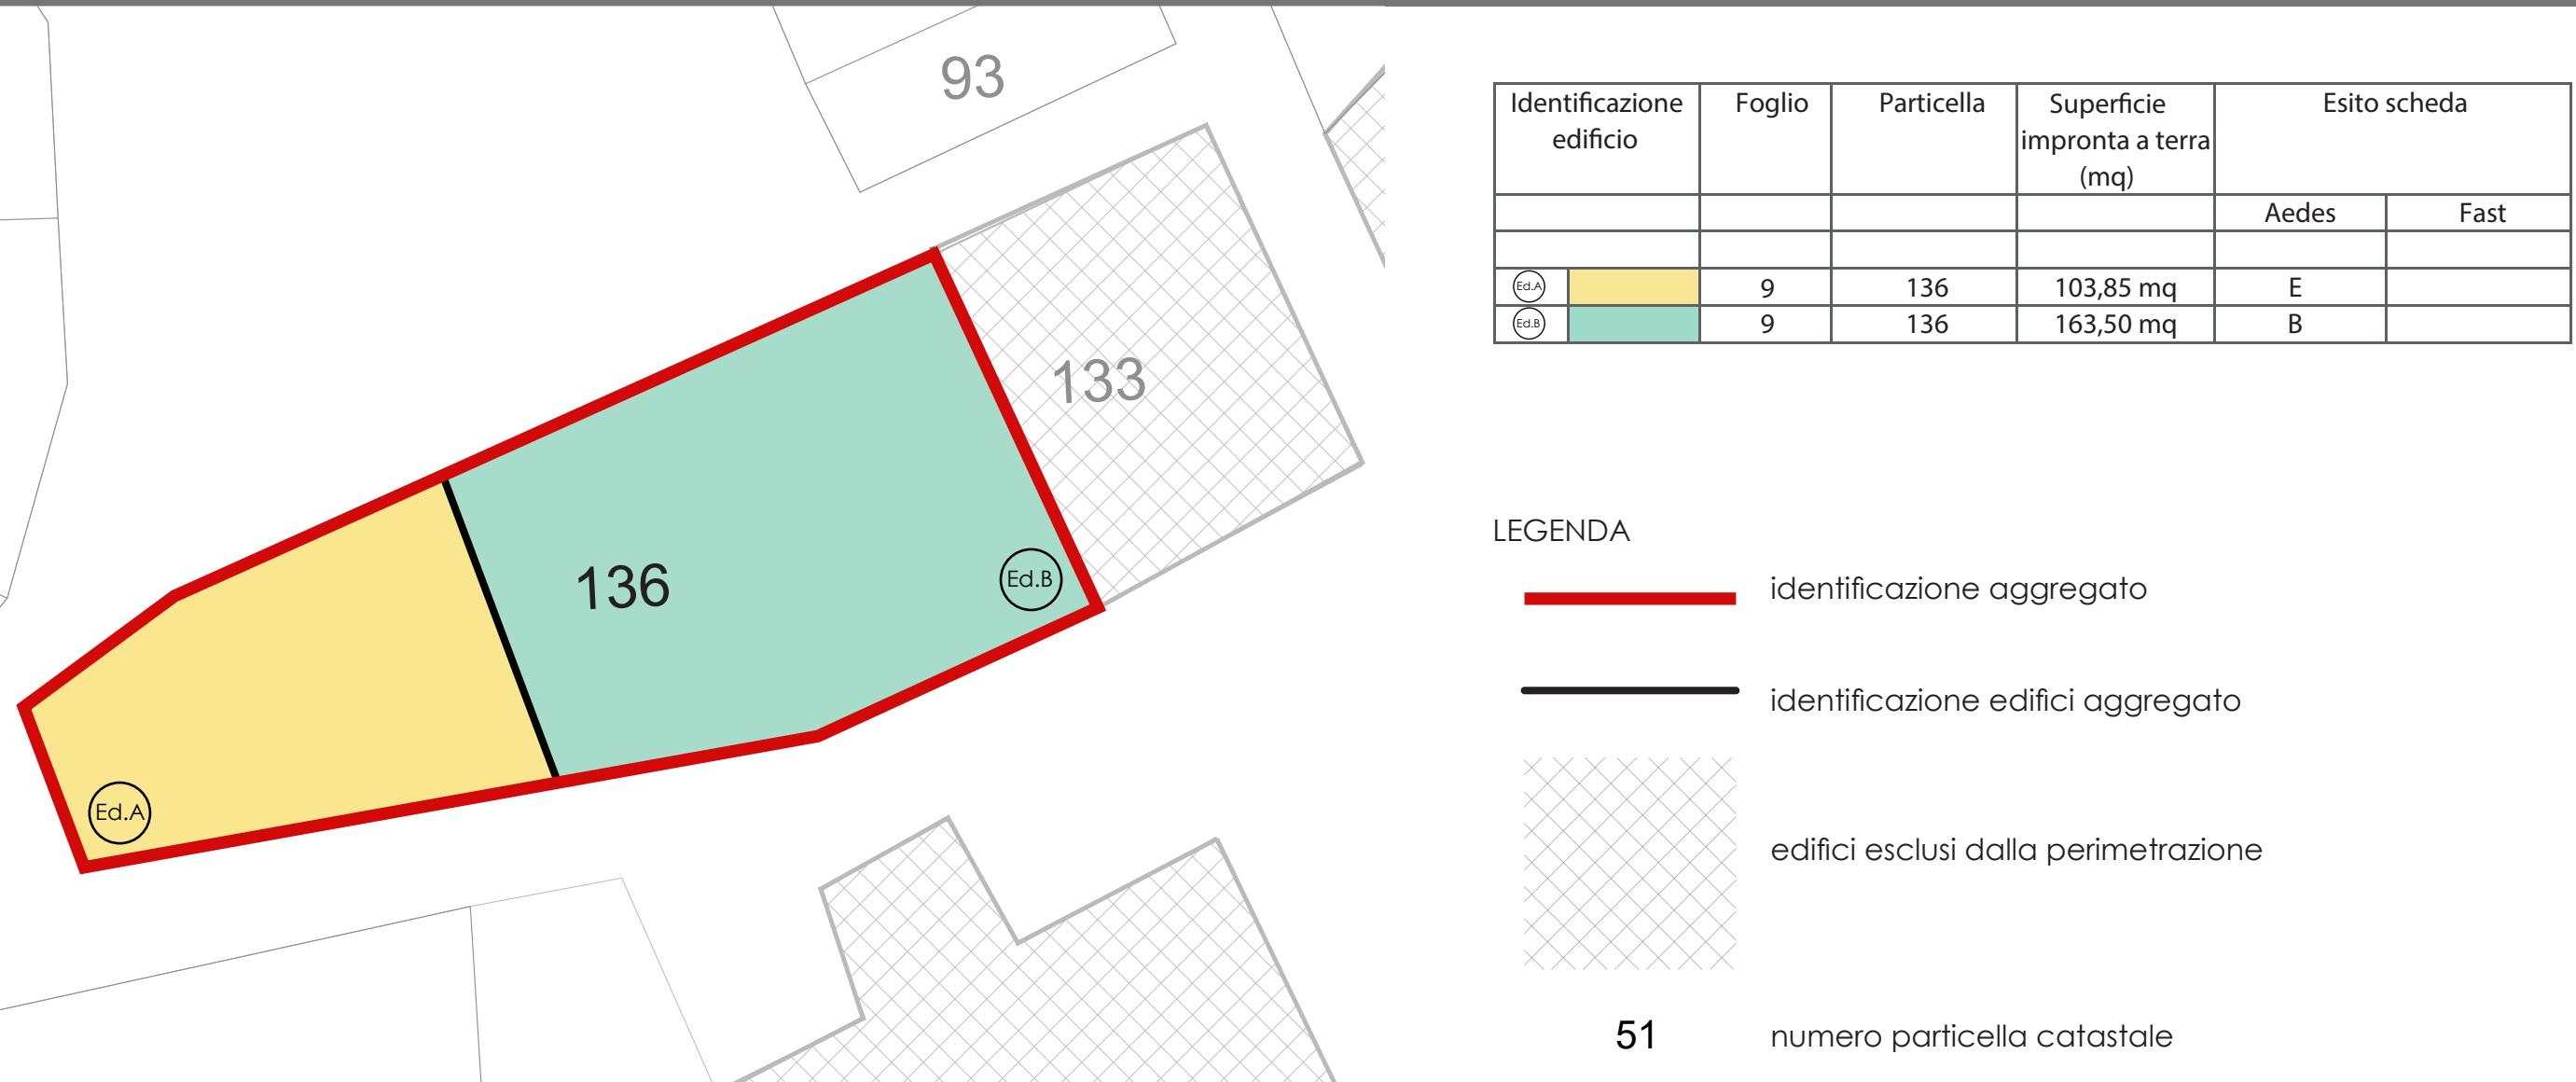 93
133
136
Ed.B
Ed.A
Identificazione edificio Foglio Particella Superficie impronta a terra (mq) Esito scheda
Aedes Fast
Ed.A 9 136 103,85 mq E
Ed.B 9 136 163,50 mq B
LEGENDA
identificazione aggregato
identificazione edifici aggregato
edifici esclusi dalla perimetrazione
51 numero particella catastale